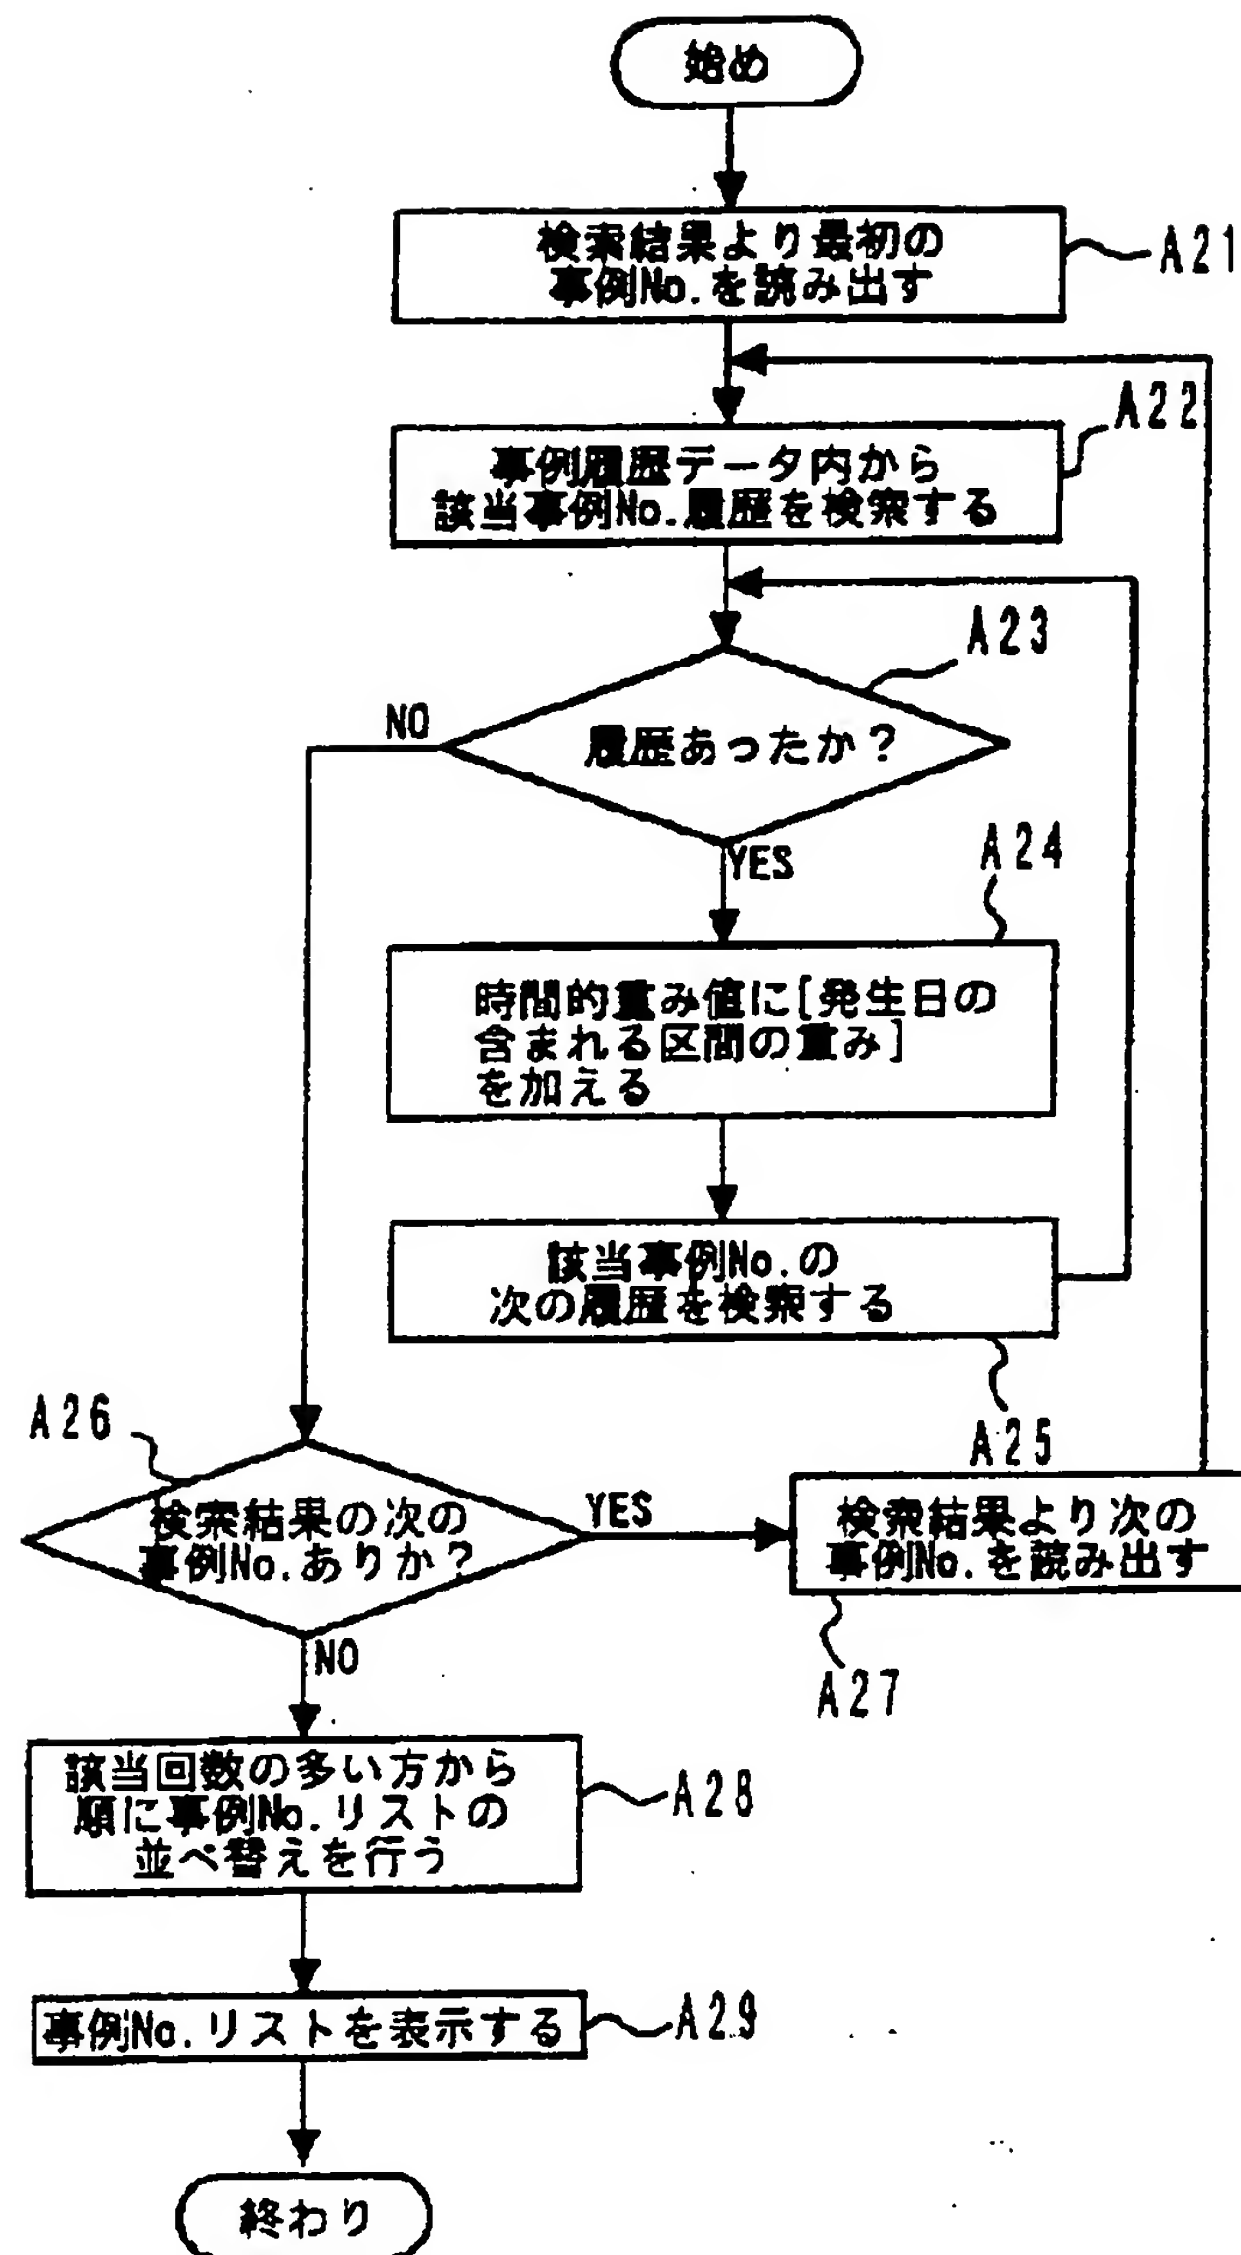 始め
検索結果より最初の
事例No.を読み出す
A21
A22
事例履歴データ内から
該当事例No.履歴を検索する
A23
NO
履歴あったか？
YES
A24
時間的重み値に[発生日の
含まれる区間の重み]
を加える
該当事例No.の
次の履歴を検索する
A25
A26
検索結果の次の
事例No.ありか？
YES
検索結果より次の
事例No.を読み出す
A27
NO
該当回数の多い方から
順に事例No.リストの
並べ替えを行う
A28
事例No.リストを表示する
A29
終わり